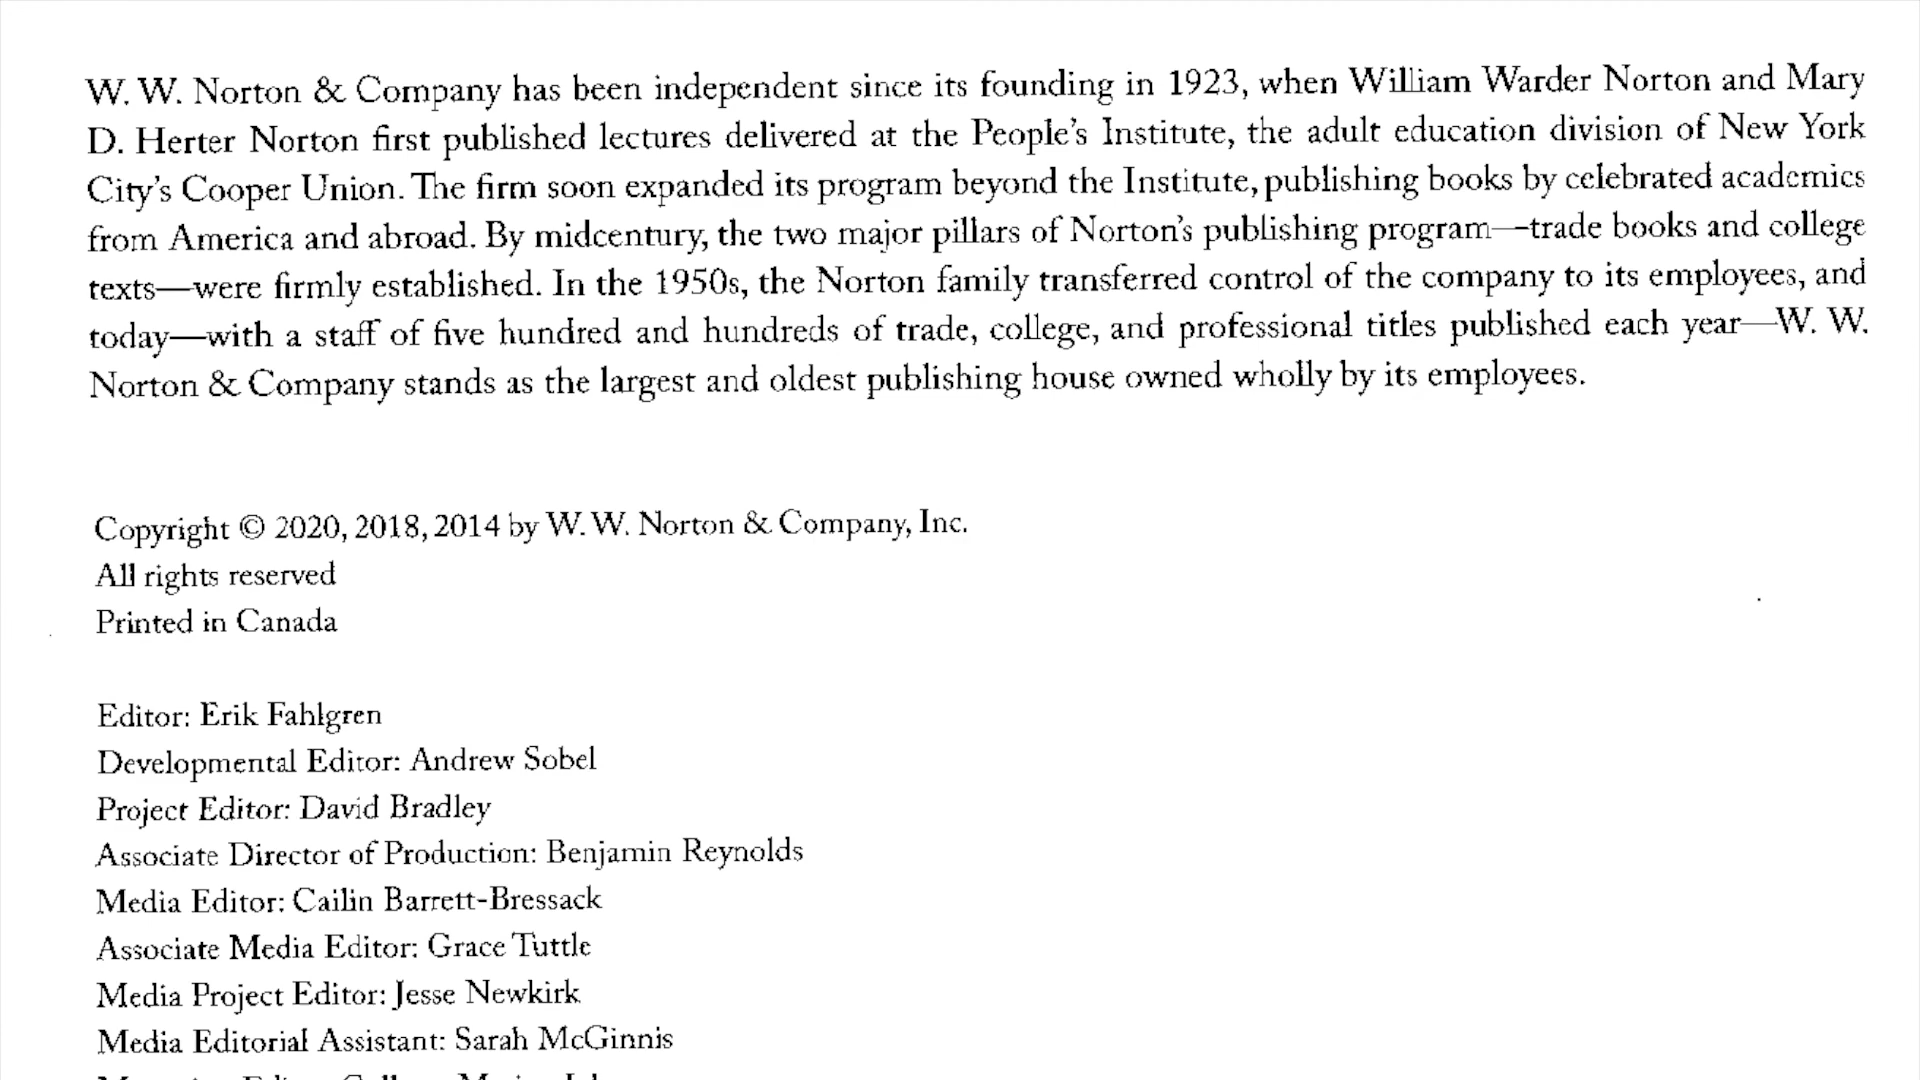 W. W. Norton & Company has been independent since its founding in 1923, when William Warder Norton and Mary
D. Herter Norton first published lectures delivered at the People's Institute, the adult education division of New York
City's Cooper Union. The firm soon expanded its program beyond the Institute, publishing books by celebrated academics
from America and abroad. By midcentury, the two major pillars of Norton's publishing program—trade books and college
texts—were firmly established. In the 1950s, the Norton family transferred control of the company to its employees, and
today—with a staff of five hundred and hundreds of trade, college, and professional titles published each year—W. W.
Norton & Company stands as the largest and oldest publishing house owned wholly by its employees.
Copyright © 2020, 2018, 2014 by W. W. Norton & Company, Inc.
All rights reserved
Printed in Canada
Editor: Erik Fahlgren
Developmental Editor: Andrew Sobel
Project Editor: David Bradley
Associate Director of Production: Benjamin Reynolds
Media Editor: Cailin Barrett-Bressack
Associate Media Editor: Grace Tuttle
Media Project Editor: Jesse Newkirk
Media Editorial Assistant: Sarah McGinnis